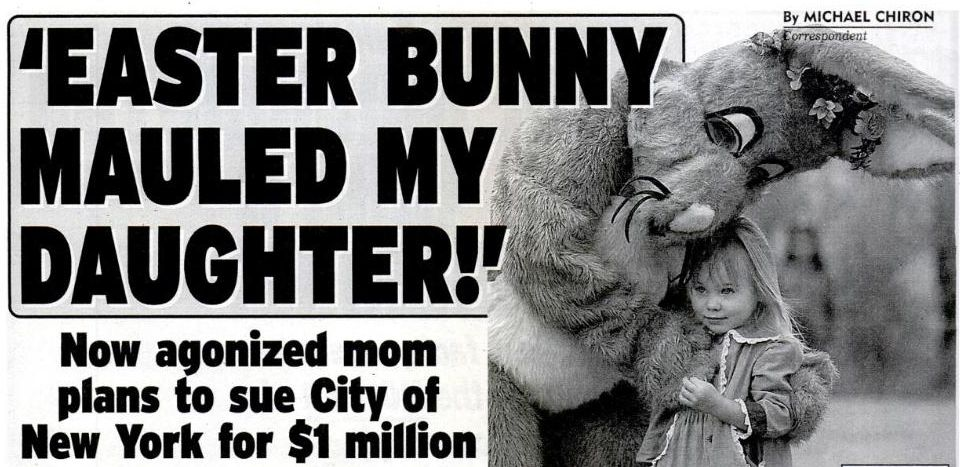 By MICHAEL CHIRON
Correspondent
'EASTER BUNNY
MAULED MY
DAUGHTER!'
Now agonized mom
plans to sue City of
New York for $1 million